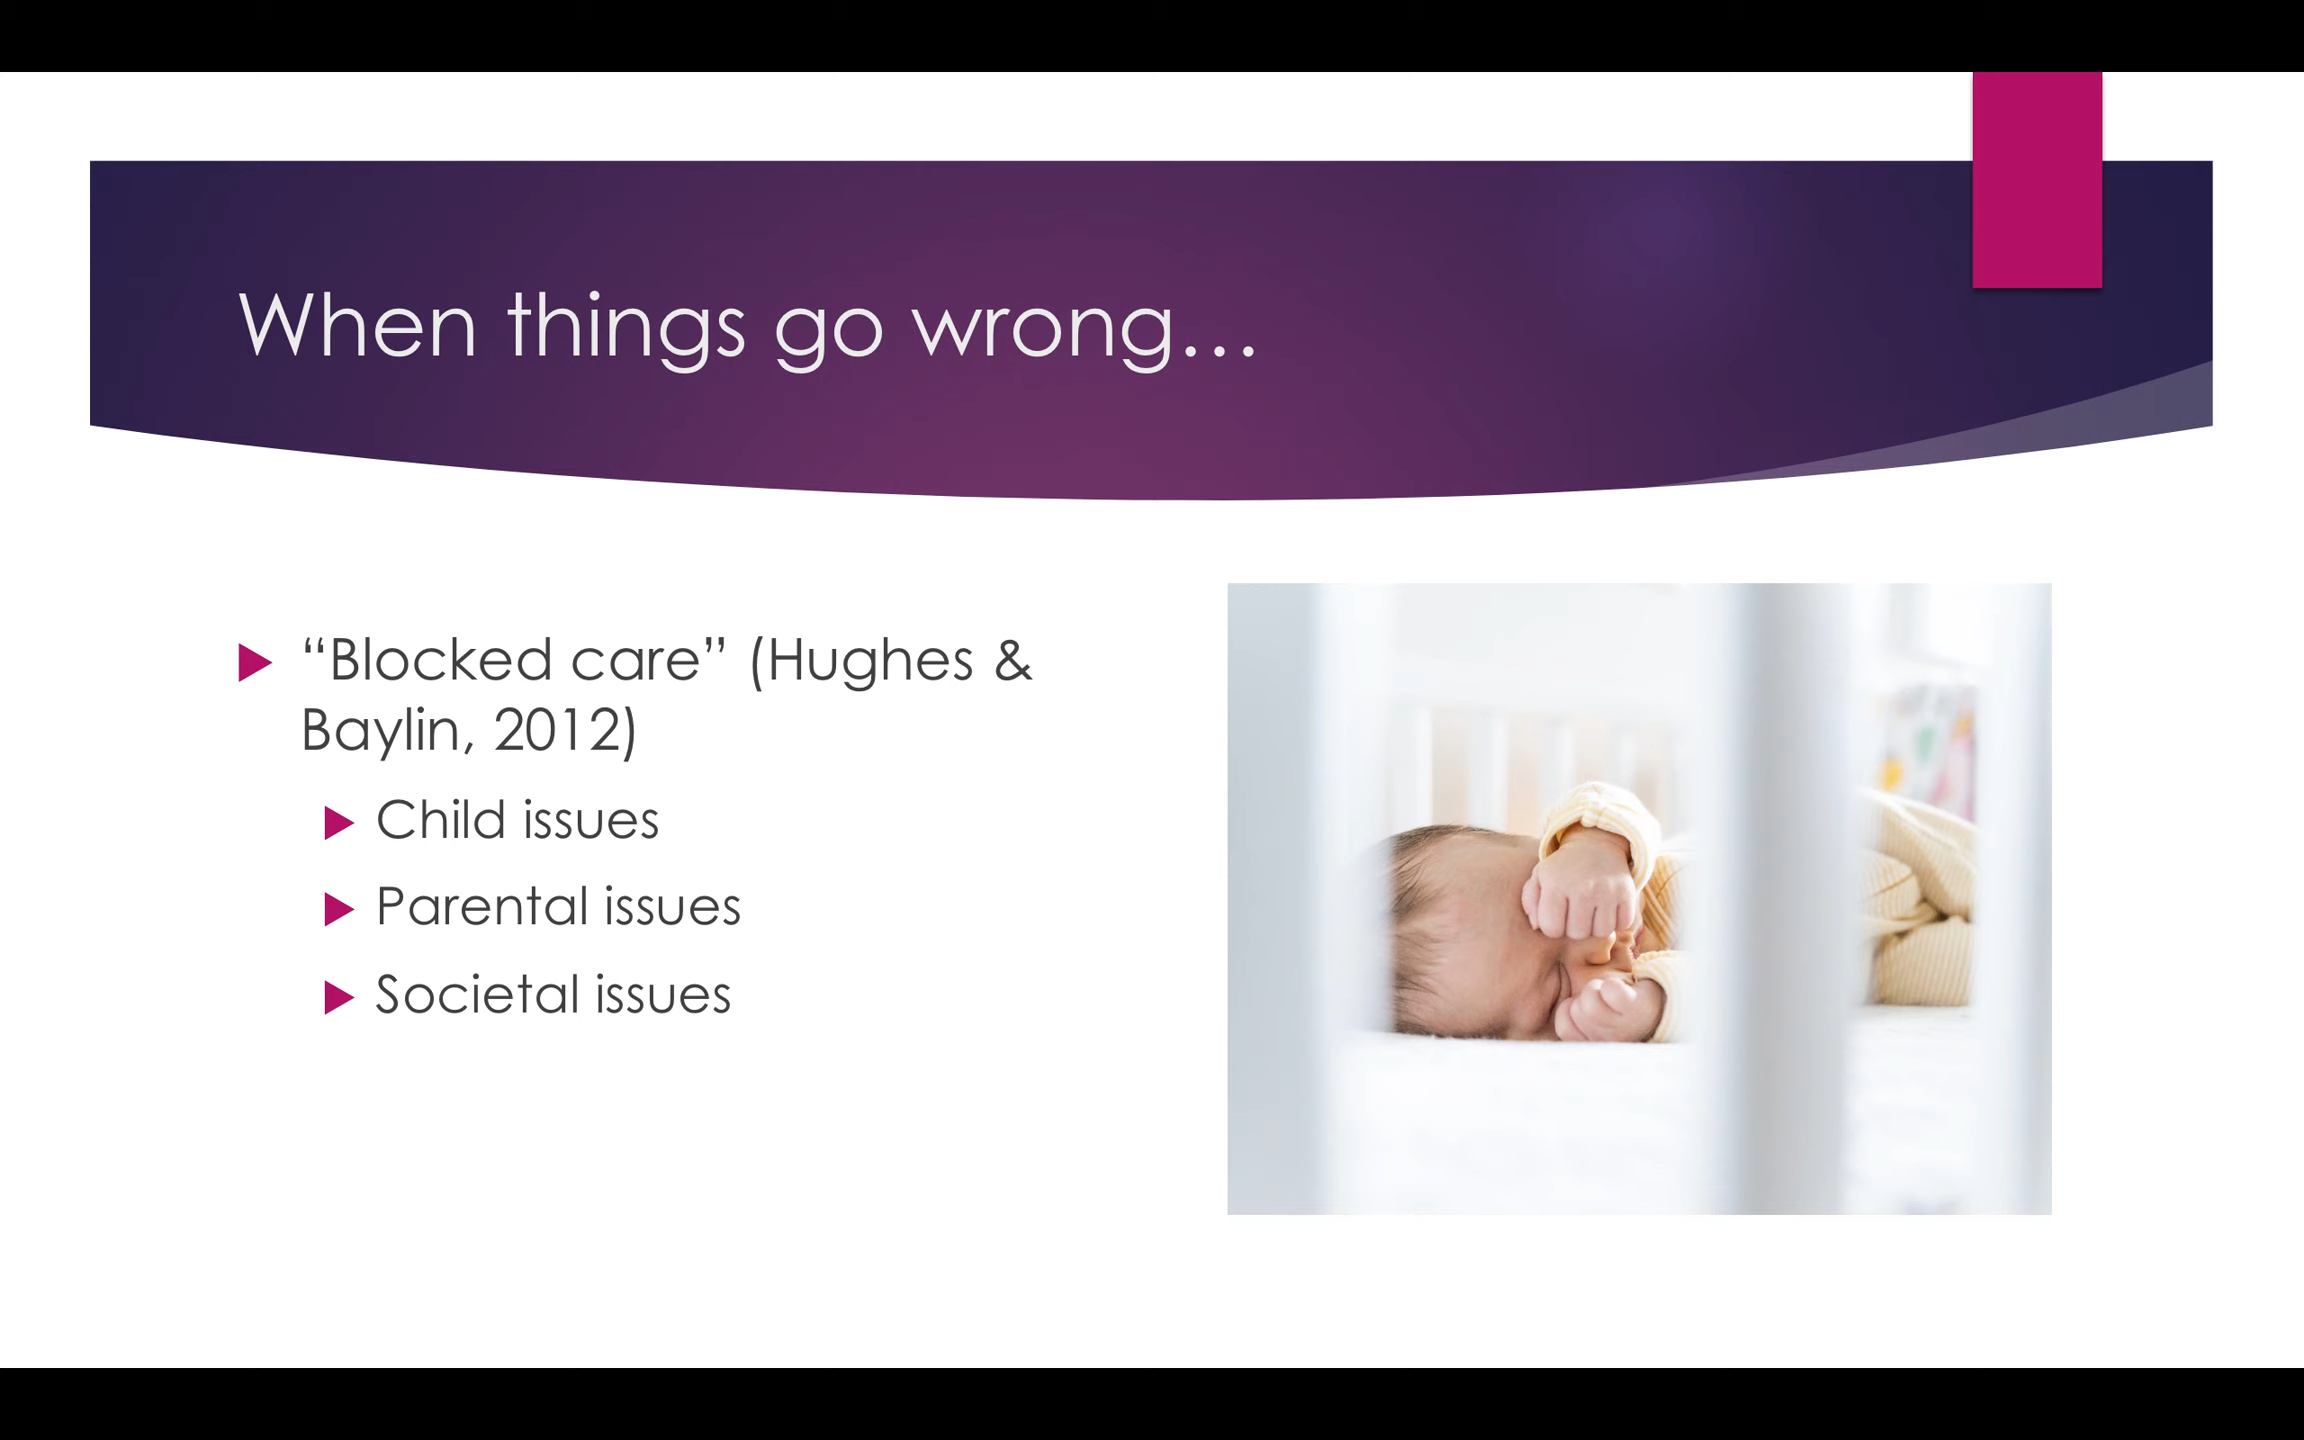 When things go wrong…
“Blocked care” (Hughes &
Baylin, 2012)
Child issues
Parental issues
Societal issues